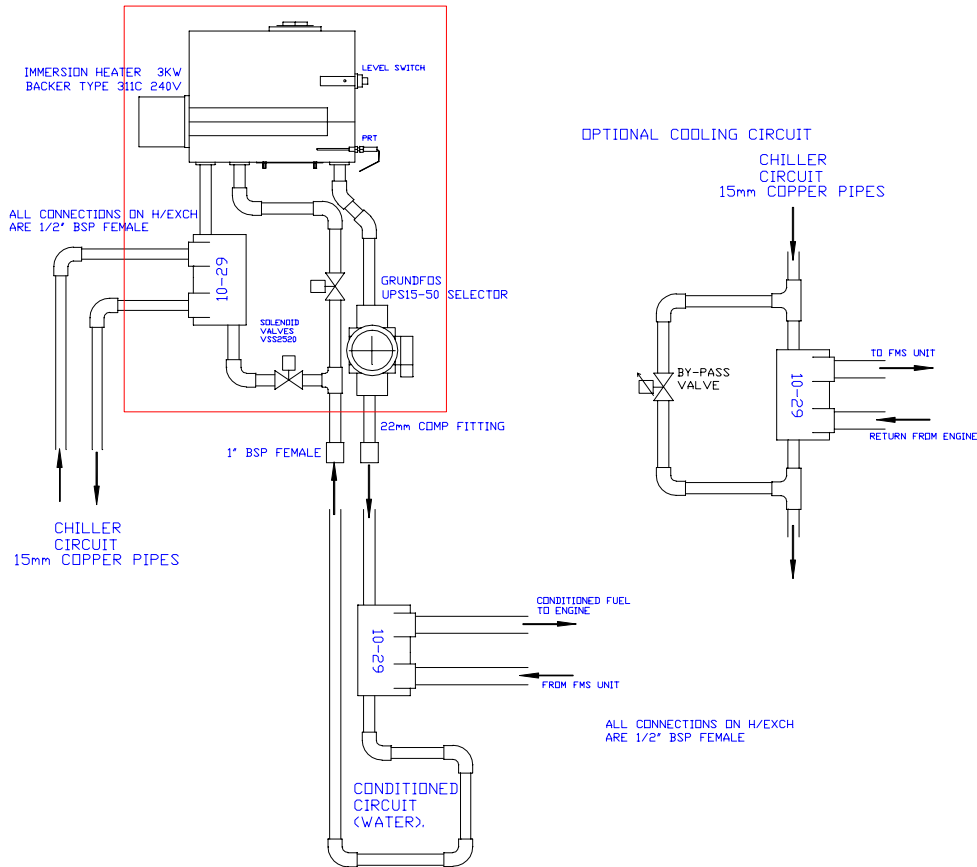 IMMERSION HEATER 3KW
BACKER TYPE 311C 240V
LEVEL SWITCH
PRT
OPTIONAL COOLING CIRCUIT
CHILLER
CIRCUIT
15mm COPPER PIPES
ALL CONNECTIONS ON H/EXCH
ARE 1/2" BSP FEMALE
10-29
GRUNDFOS
UPS15-50 SELECTOR
SOLENOID
VALVES
VSS2520
TO FMS UNIT
BY-PASS
VALVE
10-29
RETURN FROM ENGINE
22mm COMP FITTING
1" BSP FEMALE
CHILLER
CIRCUIT
15mm COPPER PIPES
CONDITIONED FUEL
TO ENGINE
10-29
FROM FMS UNIT
ALL CONNECTIONS ON H/EXCH
ARE 1/2" BSP FEMALE
CONDITIONED
CIRCUIT
(WATER).